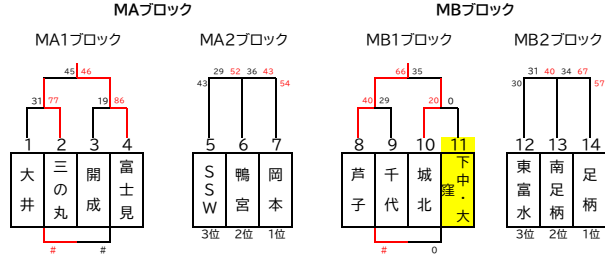 MAブロック MBブロック
MA1ブロック MA2ブロック MB1ブロック MB2ブロック
45 46 29 52 36 43 66 35 31 40 34 67
43 54 30 57
31 77 19 86 40 29 20 0
1 2 3 4 5 6 7 8 9 10 11 12 13 14
大井 三の丸 開成 富士見 SSW 鴨宮 岡本 芦子 千代 城北 下中・大窪 東富水 南足柄 足柄
3位 2位 1位 3位 2位 1位
# # # 0